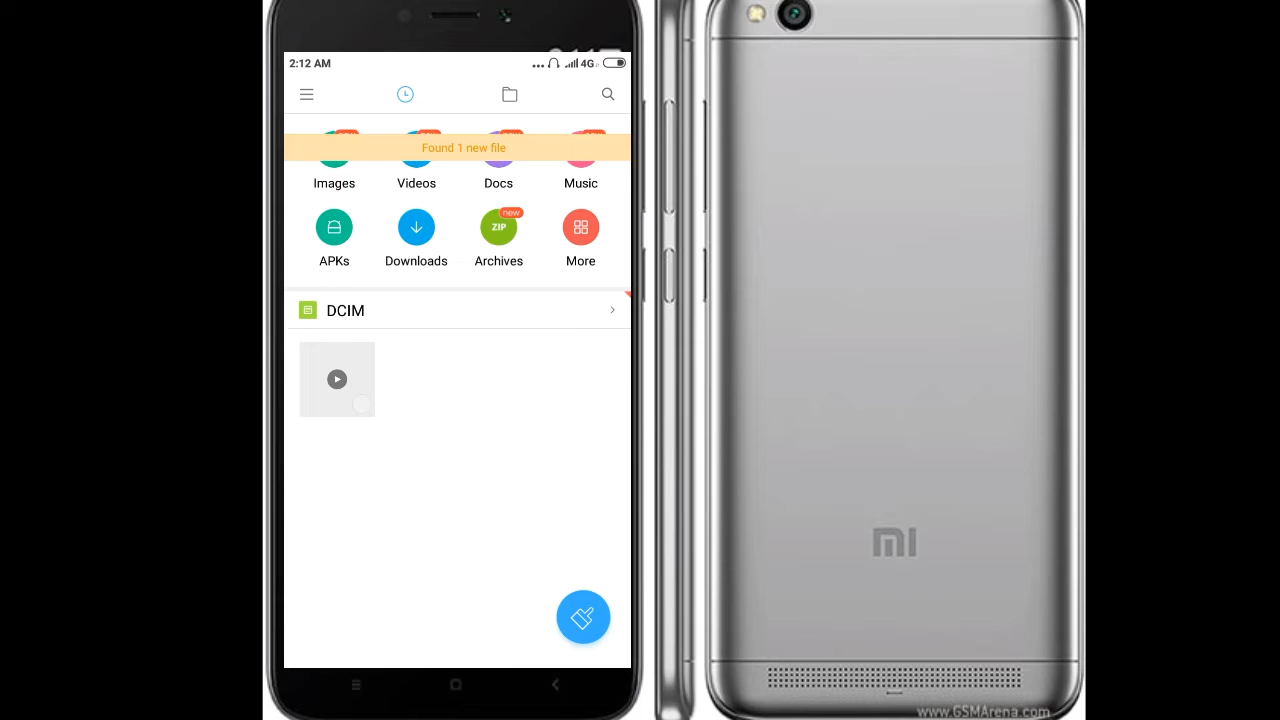 2:12 AM 4G
Found 1 new file
Images Videos Docs Music
new
ZIP
APKs Downloads Archives More
DCIM
mi
www.GSMArena.com